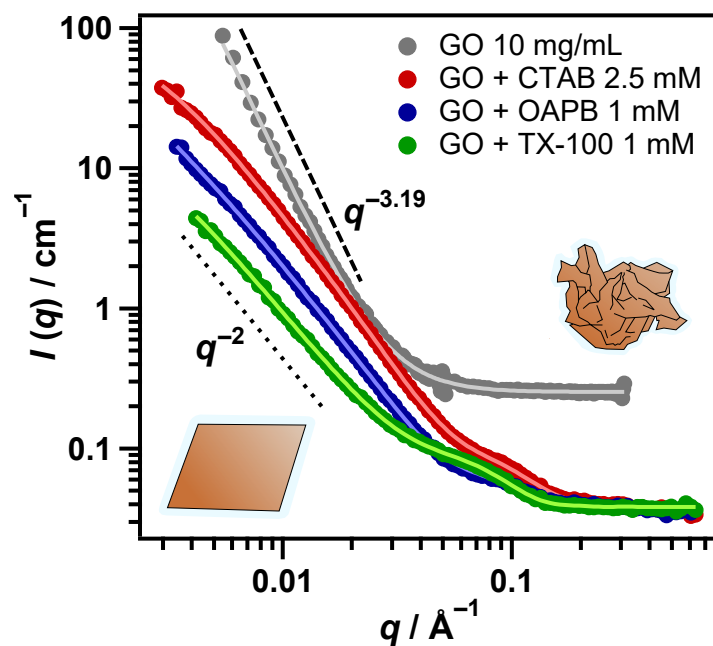 100
10
1
0.1
I (q) / cm⁻¹
GO 10 mg/mL
GO + CTAB 2.5 mM
GO + OAPB 1 mM
GO + TX-100 1 mM
q⁻³·¹⁹
q⁻²
0.01
0.1
q / Å⁻¹